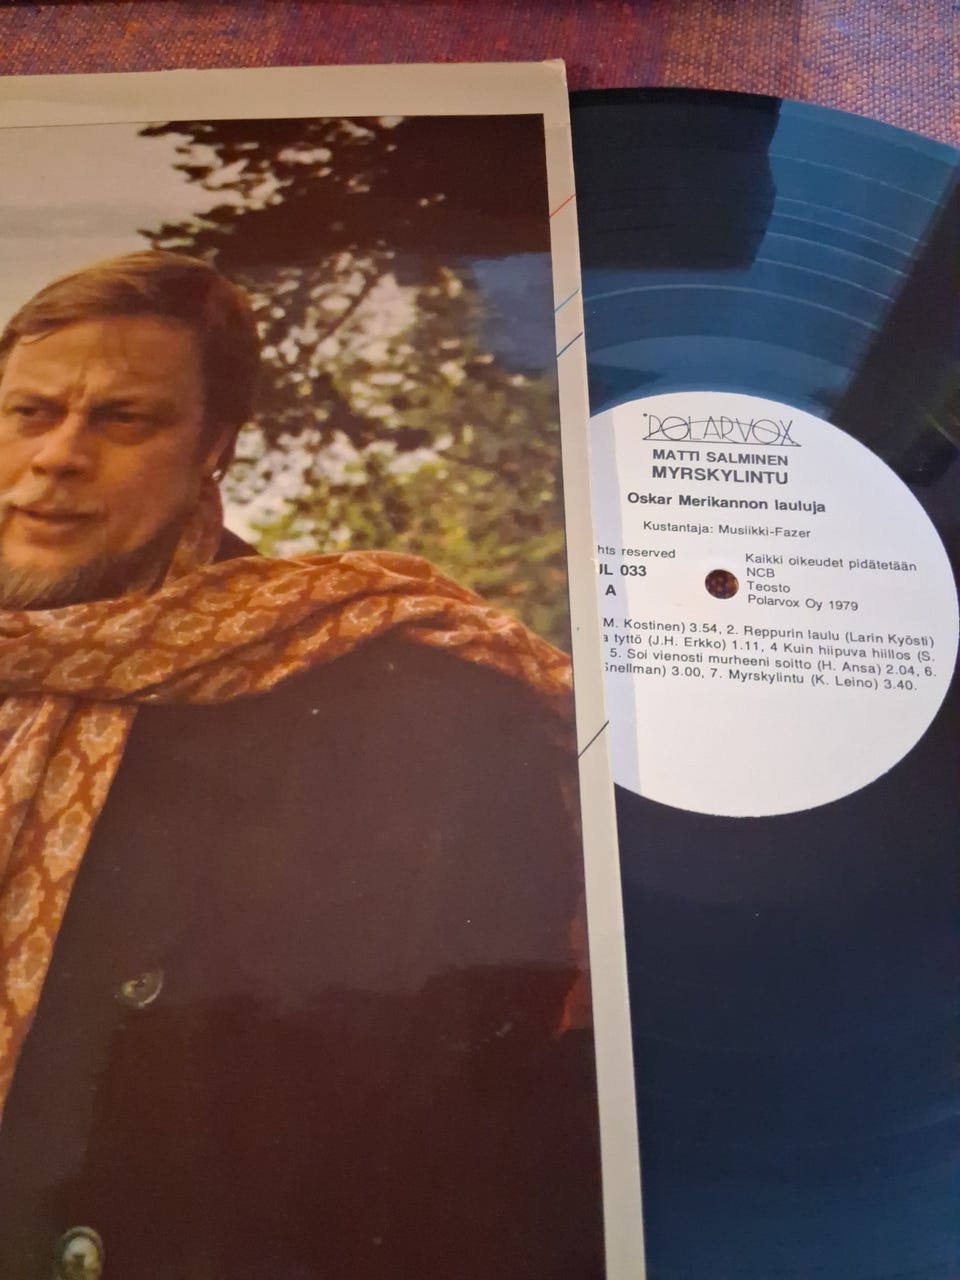 POLARVOX
MATTI SALMINEN
MYRSKYLINTU
Oskar Merikannon lauluja
Kustantaja: Musiikki-Fazer
hts reserved
JL 033
A
Kaikki oikeudet pidätetään
NCB
Teosto
Polarvox Oy 1979
M. Kostinen) 3.54, 2. Reppurin laulu (Larin Kyösti)
a tyttö (J.H. Erkko) 1.11, 4 Kuin hiipuva hiillos (S.
5. Soi vienosti murheeni soitto (H. Ansa) 2.04, 6.
Snellman) 3.00, 7. Myrskylintu (K. Leino) 3.40.